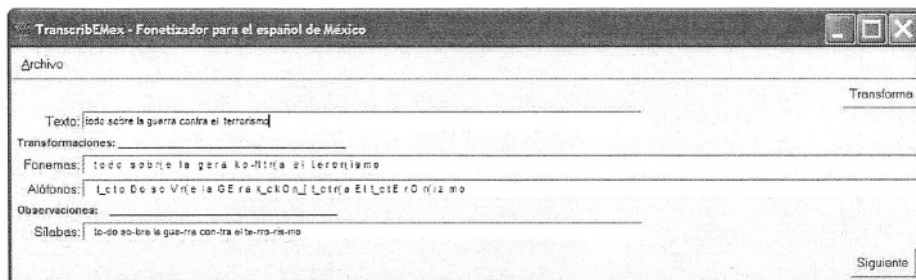 TranscribEMex - Fonetizador para el español de México
Archivo
Transforma
Texto: todo sobre la guerra contra el terrorismo
Transformaciones:
Fonemas: todo
Alófonos:
Observaciones:
Sílabas: to-do so-bre la gue-rra con-tra el te-rro-ris-mo
Siguiente